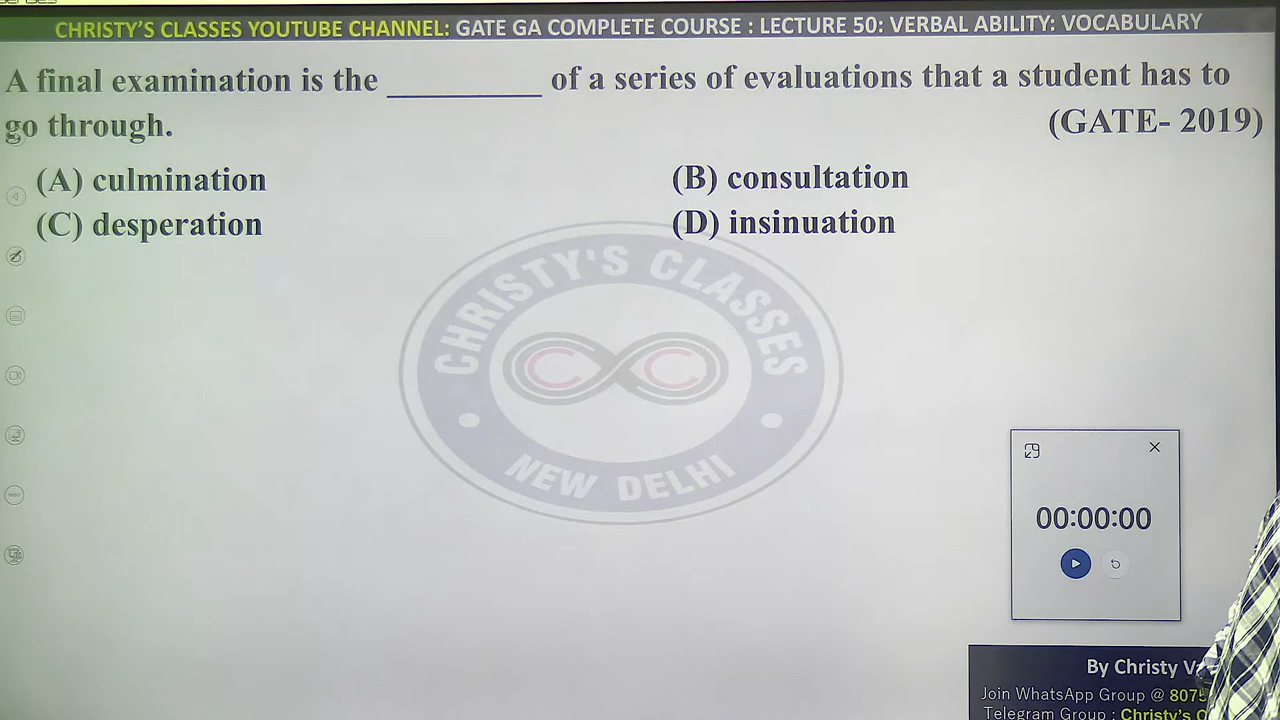 CHRISTY'S CLASSES YOUTUBE CHANNEL: GATE GA COMPLETE COURSE : LECTURE 50: VERBAL ABILITY: VOCABULARY
A final examination is the __________ of a series of evaluations that a student has to
go through. (GATE- 2019)
(A) culmination (B) consultation
(C) desperation (D) insinuation
CHRISTY'S CLASSES
CC
NEW DELHI
00:00:00
By Christy
Join WhatsApp Group @ 8075
Telegram Group : Christy's